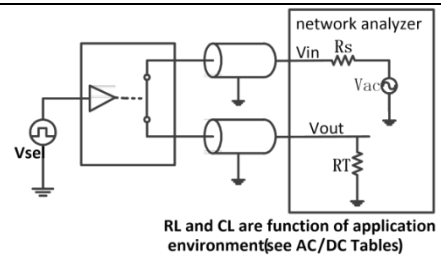 network analyzer
Vin Rs
Vac
Vout
Vsel
RT
RL and CL are function of application
environment(see AC/DC Tables)